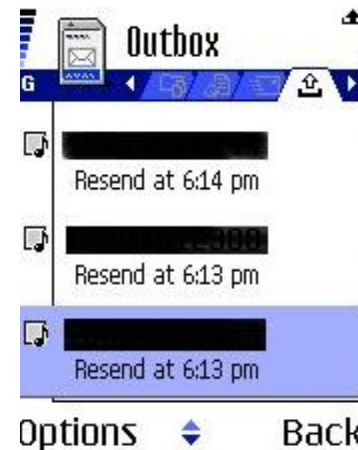 Outbox
G
Resend at 6:14 pm
Resend at 6:13 pm
Resend at 6:13 pm
Options
Back